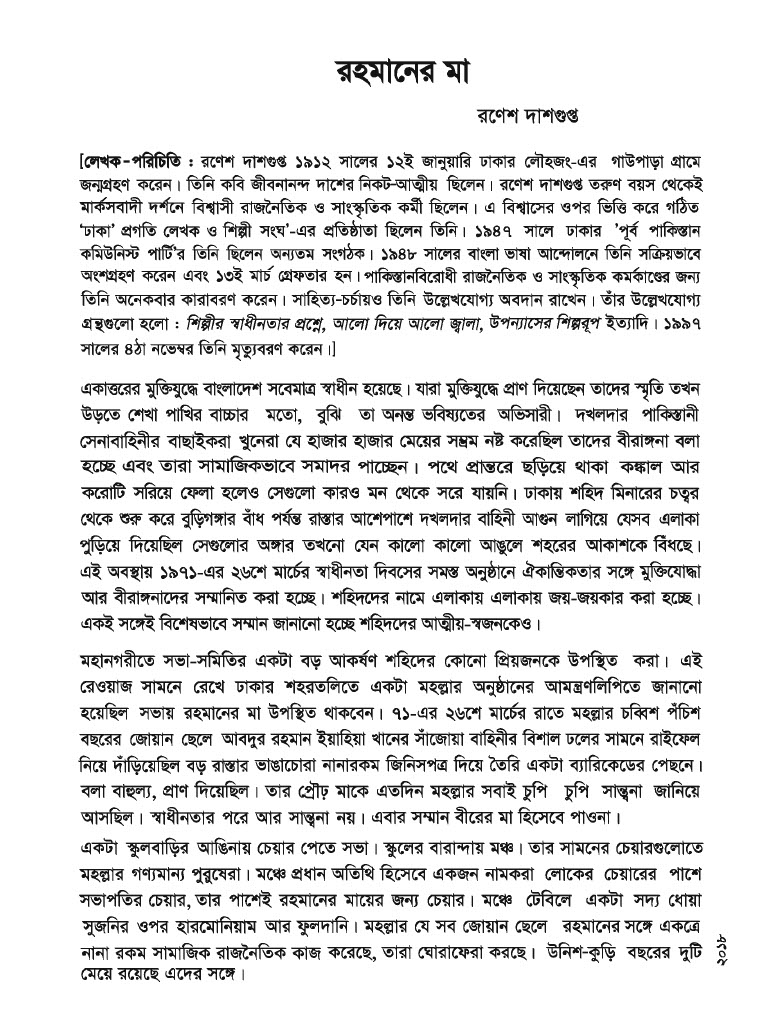 রহমানের মা
রণেশ দাশগুপ্ত
[লেখক-পরিচিতি : রণেশ দাশগুপ্ত ১৯১২ সালের ১২ই জানুয়ারি ঢাকার লৌহজং-এর গাউপাড়া গ্রামে
জন্মগ্রহণ করেন। তিনি কবি জীবনানন্দ দাশের নিকট-আত্মীয় ছিলেন। রণেশ দাশগুপ্ত তরুণ বয়স থেকেই
মার্কসবাদী দর্শনে বিশ্বাসী রাজনৈতিক ও সাংস্কৃতিক কর্মী ছিলেন। এ বিশ্বাসের ওপর ভিত্তি করে গঠিত
‘ঢাকা’ প্রগতি লেখক ও শিল্পী সংঘ’-এর প্রতিষ্ঠাতা ছিলেন তিনি। ১৯৪৭ সালে ঢাকার ’পূর্ব পাকিস্তান
কমিউনিস্ট পার্টি’র তিনি ছিলেন অন্যতম সংগঠক। ১৯৪৮ সালের বাংলা ভাষা আন্দোলনে তিনি সক্রিয়ভাবে
অংশগ্রহণ করেন এবং ১৩ই মার্চ গ্রেফতার হন। পাকিস্তানবিরোধী রাজনৈতিক ও সাংস্কৃতিক কর্মকাণ্ডের জন্য
তিনি অনেকবার কারাবরণ করেন। সাহিত্য-চর্চায়ও তিনি উল্লেখযোগ্য অবদান রাখেন। তাঁর উল্লেখযোগ্য
গ্রন্থগুলো হলো : শিল্পীর স্বাধীনতার প্রশ্নে, আলো দিয়ে আলো জ্বালা, উপন্যাসের শিল্পরূপ ইত্যাদি। ১৯৯৭
সালের ৪ঠা নভেম্বর তিনি মৃত্যুবরণ করেন।]
একাত্তরের মুক্তিযুদ্ধে বাংলাদেশ সবেমাত্র স্বাধীন হয়েছে। যারা মুক্তিযুদ্ধে প্রাণ দিয়েছেন তাদের স্মৃতি তখন
উড়তে শেখা পাখির বাচ্চার মতো, বুঝি তা অনন্ত ভবিষ্যতের অভিসারী। দখলদার পাকিস্তানী
সেনাবাহিনীর বাছাইকরা খুনেরা যে হাজার হাজার মেয়ের সম্ভ্রম নষ্ট করেছিল তাদের বীরাঙ্গনা বলা
হচ্ছে এবং তারা সামাজিকভাবে সমাদর পাচ্ছেন। পথে প্রান্তরে ছড়িয়ে থাকা কঙ্কাল আর
করোটি সরিয়ে ফেলা হলেও সেগুলো কারও মন থেকে সরে যায়নি। ঢাকায় শহিদ মিনারের চত্বর
থেকে শুরু করে বুড়িগঙ্গার বাঁধ পর্যন্ত রাস্তার আশেপাশে দখলদার বাহিনী আগুন লাগিয়ে যেসব এলাকা
পুড়িয়ে দিয়েছিল সেগুলোর অঙ্গার তখনো যেন কালো কালো আঙুলে শহরের আকাশকে বিঁধছে।
এই অবস্থায় ১৯৭১-এর ২৬শে মার্চের স্বাধীনতা দিবসের সমস্ত অনুষ্ঠানে ঐকান্তিকতার সঙ্গে মুক্তিযোদ্ধা
আর বীরাঙ্গনাদের সম্মানিত করা হচ্ছে। শহিদদের নামে এলাকায় এলাকায় জয়-জয়কার করা হচ্ছে।
একই সঙ্গেই বিশেষভাবে সম্মান জানানো হচ্ছে শহিদদের আত্মীয়-স্বজনকেও।
মহানগরীতে সভা-সমিতির একটা বড় আকর্ষণ শহিদের কোনো প্রিয়জনকে উপস্থিত করা। এই
রেওয়াজ সামনে রেখে ঢাকার শহরতলিতে একটা মহল্লার অনুষ্ঠানের আমন্ত্রণলিপিতে জানানো
হয়েছিল সভায় রহমানের মা উপস্থিত থাকবেন। ৭১-এর ২৬শে মার্চের রাতে মহল্লার চব্বিশ পঁচিশ
বছরের জোয়ান ছেলে আবদুর রহমান ইয়াহিয়া খানের সাঁজোয়া বাহিনীর বিশাল ঢলের সামনে রাইফেল
নিয়ে দাঁড়িয়েছিল বড় রাস্তার ভাঙাচোরা নানারকম জিনিসপত্র দিয়ে তৈরি একটা ব্যারিকেডের পেছনে।
বলা বাহুল্য, প্রাণ দিয়েছিল। তার প্রৌঢ় মাকে এতদিন মহল্লার সবাই চুপি চুপি সান্ত্বনা জানিয়ে
আসছিল। স্বাধীনতার পরে আর সান্ত্বনা নয়। এবার সম্মান বীরের মা হিসেবে পাওনা।
একটা স্কুলবাড়ির আঙিনায় চেয়ার পেতে সভা। স্কুলের বারান্দায় মঞ্চ। তার সামনের চেয়ারগুলোতে
মহল্লার গণ্যমান্য পুরুষেরা। মঞ্চে প্রধান অতিথি হিসেবে একজন নামকরা লোকের চেয়ারের পাশে
সভাপতির চেয়ার, তার পাশেই রহমানের মায়ের জন্য চেয়ার। মঞ্চে টেবিলে একটা সদ্য ধোয়া
সুজনির ওপর হারমোনিয়াম আর ফুলদানি। মহল্লার যে সব জোয়ান ছেলে রহমানের সঙ্গে একত্রে
নানা রকম সামাজিক রাজনৈতিক কাজ করেছে, তারা ঘোরাফেরা করছে। উনিশ-কুড়ি বছরের দুটি
মেয়ে রয়েছে এদের সঙ্গে।
২০১৮